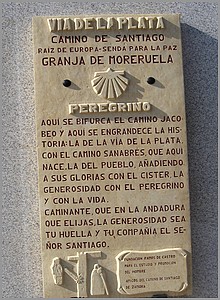 VIA DE LA PLATA
CAMINO DE SANTIAGO
RAIZ DE EUROPA-SENDA PARA LA PAZ
GRANJA DE MORERUELA
PEREGRINO
AQUI SE BIFURCA EL CAMINO JACO-
BEO Y AQUI SE ENGRANDECE LA HIS-
TORIA: LA DE LA VÍA DE LA PLATA,
CON EL CAMINO SANABRES, QUE AQUI
NACE. LA DEL PUEBLO, AÑADIENDO
A SUS GLORIAS CON EL CISTER, LA
GENEROSIDAD CON EL PEREGRINO
Y CON LA VIDA.
CAMINANTE, QUE EN LA ANDADURA
QUE ELIJAS, LA GENEROSIDAD SEA
TU HUELLA Y TU COMPAÑIA EL SE-
ÑOR SANTIAGO.
FUNDACION RAMOS DE CASTRO
PARA EL ESTUDIO Y PROMOCION
DEL HOMBRE
AMIGOS DEL CAMINO DE SANTIAGO
DE ZAMORA